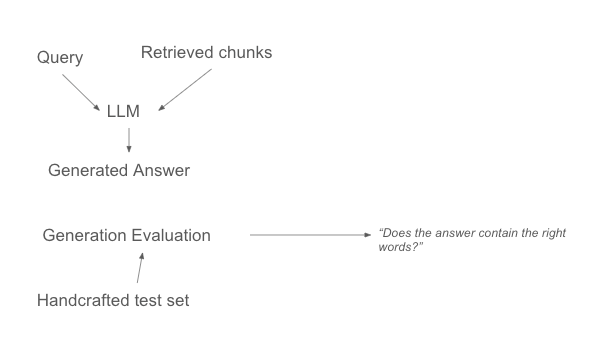 Query
Retrieved chunks
LLM
Generated Answer
Generation Evaluation
“Does the answer contain the right
words?”
Handcrafted test set